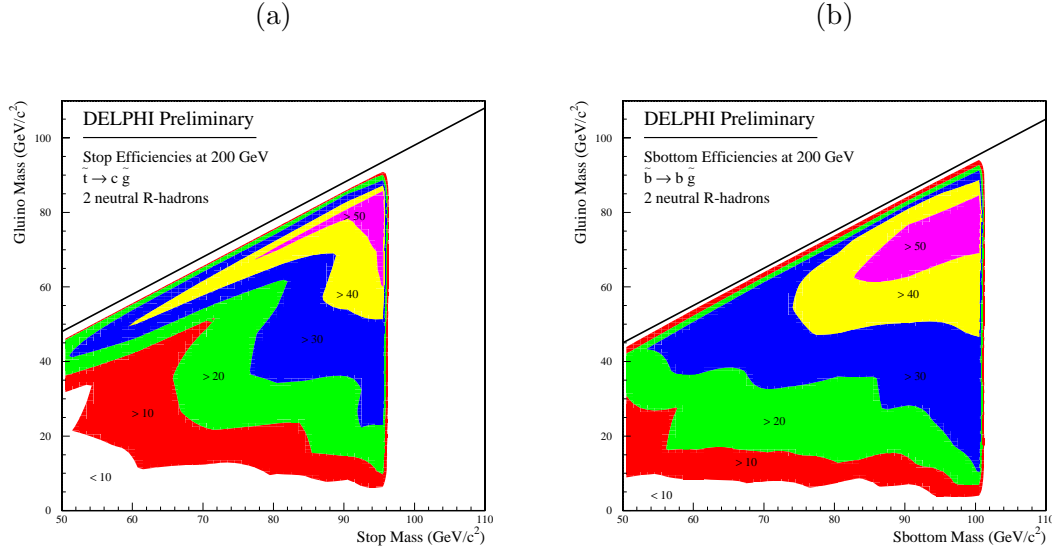 (a)
(b)
Gluino Mass (GeV/c²)
DELPHI Preliminary
Stop Efficiencies at 200 GeV
t̃ → c g̃
2 neutral R-hadrons
> 50
> 40
> 30
> 20
> 10
< 10
0
20
40
60
80
100
50
60
70
80
90
100
110
Stop Mass (GeV/c²)
Gluino Mass (GeV/c²)
DELPHI Preliminary
Sbottom Efficiencies at 200 GeV
b̃ → b g̃
2 neutral R-hadrons
> 50
> 40
> 30
> 20
> 10
< 10
0
20
40
60
80
100
50
60
70
80
90
100
110
Sbottom Mass (GeV/c²)